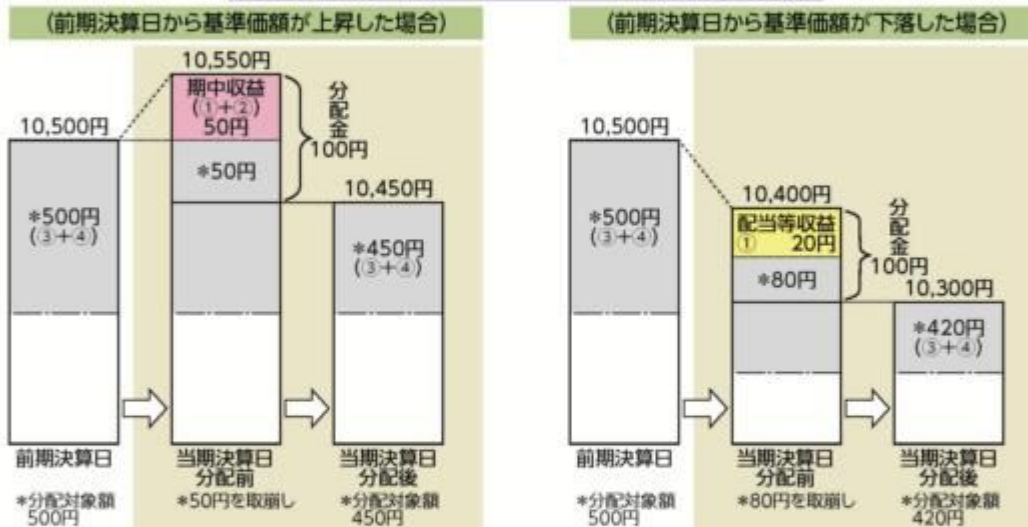 (前期決算日から基準価額が上昇した場合)
10,550円
期中収益
(①+②)
50円
分配金
100円
10,500円
*50円
10,450円
*500円
(③+④)
*450円
(③+④)
前期決算日
当期決算日
分配前
当期決算日
分配後
*分配対象額
500円
*50円を取崩し
*分配対象額
450円
(前期決算日から基準価額が下落した場合)
10,500円
10,400円
配当等収益
① 20円
分配金
100円
*500円
(③+④)
*80円
10,300円
*420円
(③+④)
前期決算日
当期決算日
分配前
当期決算日
分配後
*分配対象額
500円
*80円を取崩し
*分配対象額
420円